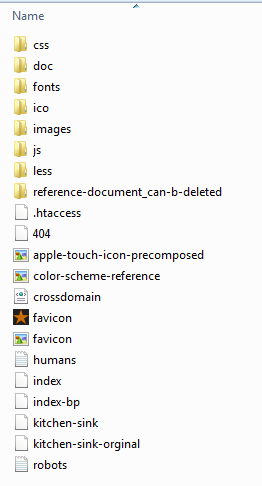 Name
css
doc
fonts
ico
images
js
less
reference-document_can-b-deleted
.htaccess
404
apple-touch-icon-precomposed
color-scheme-reference
crossdomain
favicon
favicon
humans
index
index-bp
kitchen-sink
kitchen-sink-orginal
robots